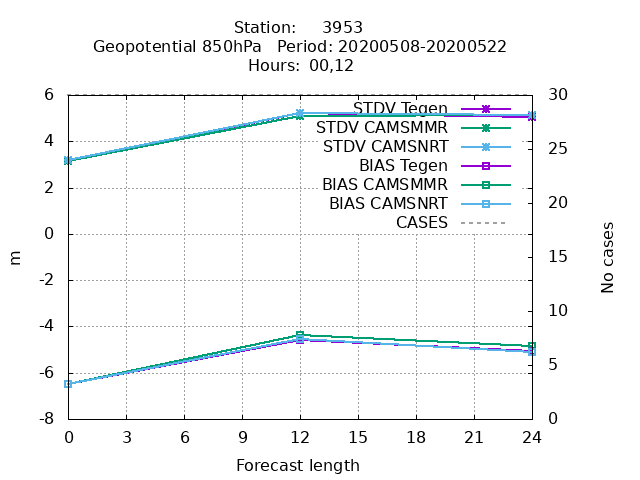 Station:     3953
Geopotential 850hPa   Period: 20200508-20200522
Hours: 00,12
STDV Tegen
STDV CAMSMMR
STDV CAMSNRT
BIAS Tegen
BIAS CAMSMMR
BIAS CAMSNRT
CASES
6
4
2
0
-2
-4
-6
-8
m
30
25
20
15
10
5
0
No cases
0 3 6 9 12 15 18 21 24
Forecast length